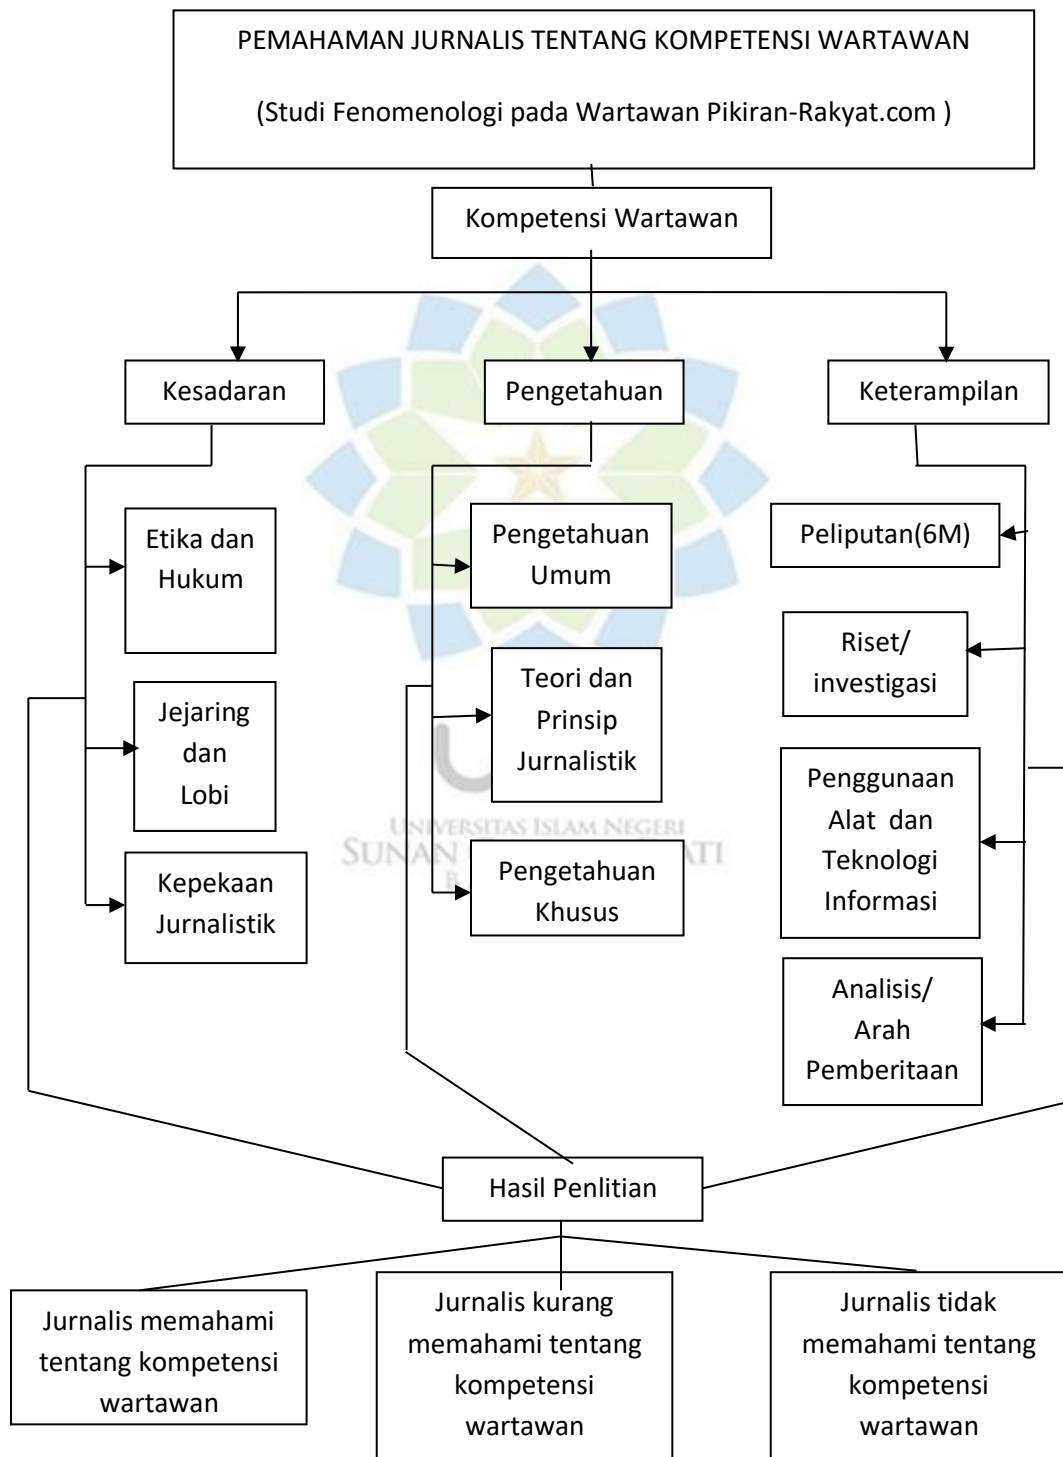 PEMAHAMAN JURNALIS TENTANG KOMPETENSI WARTAWAN
(Studi Fenomenologi pada Wartawan Pikiran-Rakyat.com )
Kompetensi Wartawan
Kesadaran
Pengetahuan
Keterampilan
Etika dan
Hukum
Jejaring
dan
Lobi
Kepekaan
Jurnalistik
Pengetahuan
Umum
Teori dan
Prinsip
Jurnalistik
Pengetahuan
Khusus
Peliputan(6M)
Riset/
investigasi
Penggunaan
Alat dan
Teknologi
Informasi
Analisis/
Arah
Pemberitaan
UNIVERSITAS ISLAM NEGERI
SUNAN
Hasil Penlitian
Jurnalis memahami
tentang kompetensi
wartawan
Jurnalis kurang
memahami tentang
kompetensi
wartawan
Jurnalis tidak
memahami tentang
kompetensi
wartawan